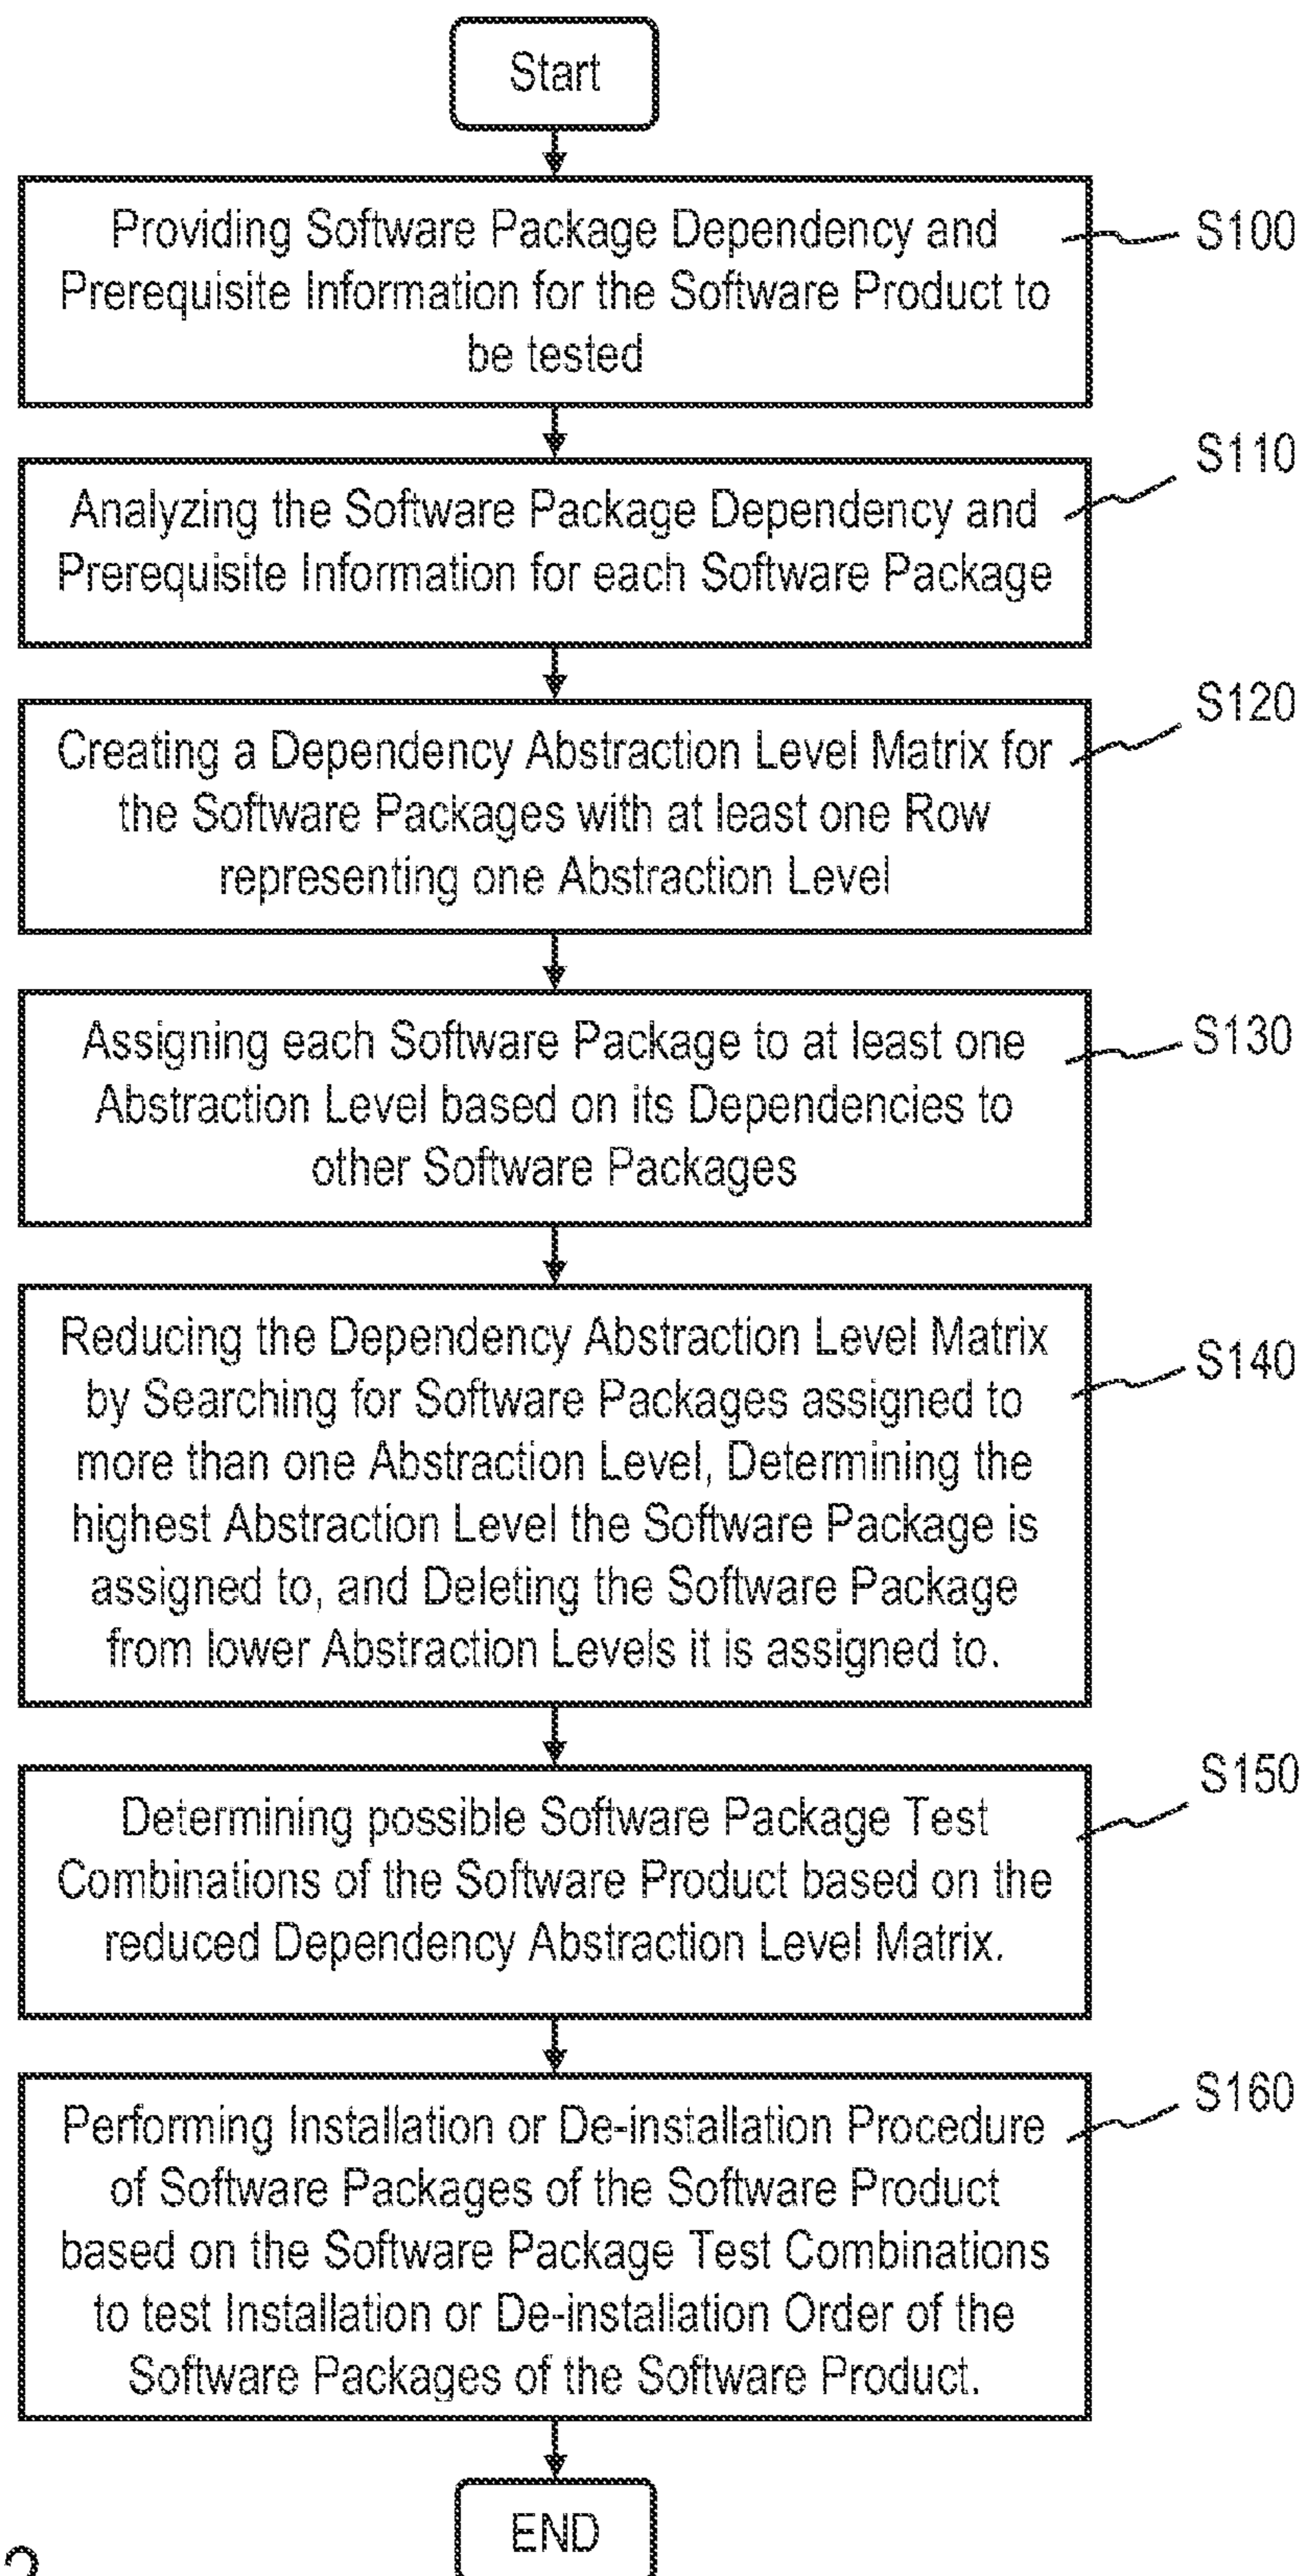 Start
Providing Software Package Dependency and
Prerequisite Information for the Software Product to
be tested
S100
Analyzing the Software Package Dependency and
Prerequisite Information for each Software Package
S110
Creating a Dependency Abstraction Level Matrix for
the Software Packages with at least one Row
representing one Abstraction Level
S120
Assigning each Software Package to at least one
Abstraction Level based on its Dependencies to
other Software Packages
S130
Reducing the Dependency Abstraction Level Matrix
by Searching for Software Packages assigned to
more than one Abstraction Level, Determining the
highest Abstraction Level the Software Package is
assigned to, and Deleting the Software Package
from lower Abstraction Levels it is assigned to.
S140
Determining possible Software Package Test
Combinations of the Software Product based on the
reduced Dependency Abstraction Level Matrix.
S150
Performing Installation or De-installation Procedure
of Software Packages of the Software Product
based on the Software Package Test Combinations
to test Installation or De-installation Order of the
Software Packages of the Software Product.
S160
END